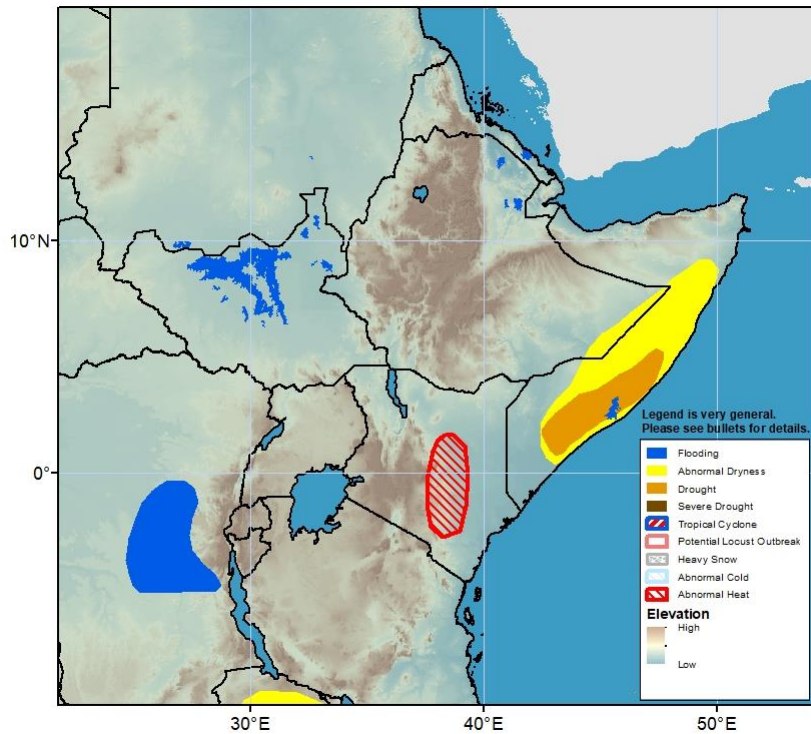 10°N
0°
Legend is very general.
Please see bullets for details.
Flooding
Abnormal Dryness
Drought
Severe Drought
Tropical Cyclone
Potential Locust Outbreak
Heavy Snow
Abnormal Cold
Abnormal Heat
Elevation
High
Low
30°E
40°E
50°E